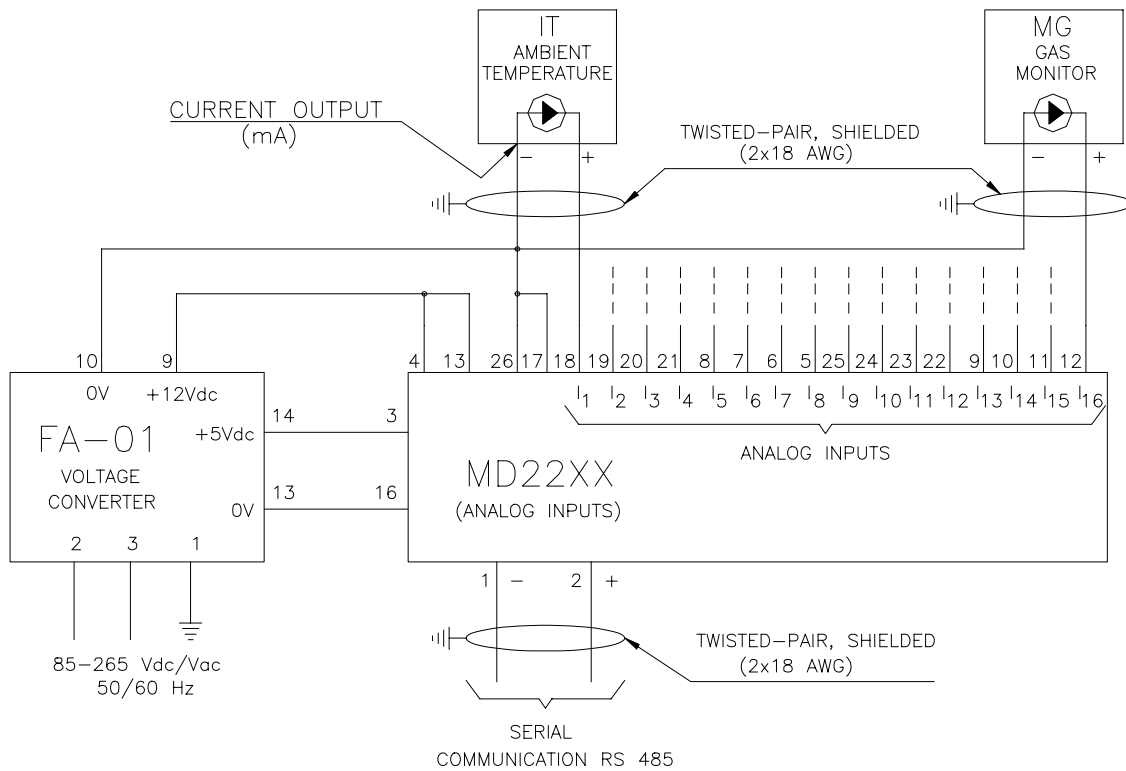 IT
AMBIENT
TEMPERATURE
MG
GAS
MONITOR
CURRENT OUTPUT
(mA)
TWISTED-PAIR, SHIELDED
(2x18 AWG)
- +
- +
10 9
4 13 26 17 18 19 20 21 8 7 6 5 25 24 23 22 9 10 11 12
0V +12Vdc
I1 I2 I3 I4 I5 I6 I7 I8 I9 I10 I11 I12 I13 I14 I15 I16
ANALOG INPUTS
FA-01
VOLTAGE
CONVERTER
+5Vdc
14 3
0V
13 16
MD22XX
(ANALOG INPUTS)
2 3 1
1 - 2 +
85-265 Vdc/Vac
50/60 Hz
TWISTED-PAIR, SHIELDED
(2x18 AWG)
SERIAL
COMMUNICATION RS 485